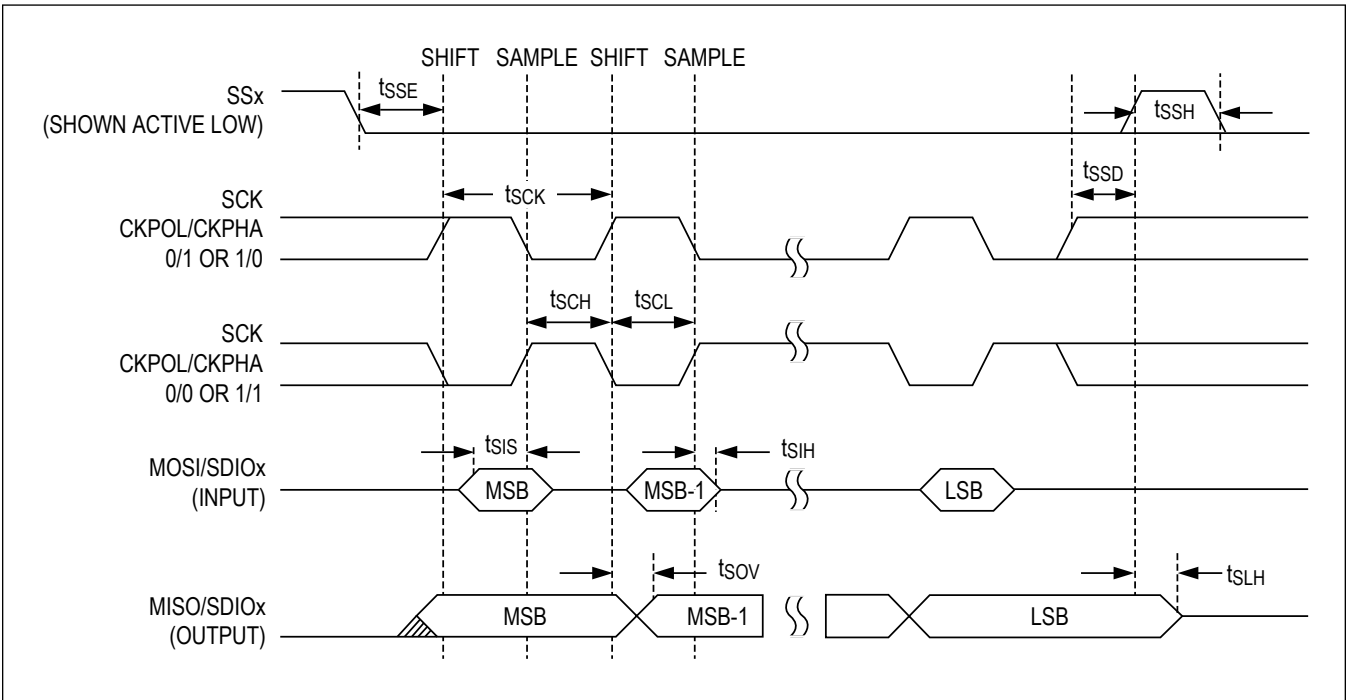 SHIFT SAMPLE SHIFT SAMPLE
SSx
(SHOWN ACTIVE LOW)
tSSE
tSSH
tSSD
SCK
CKPOL/CKPHA
0/1 OR 1/0
tSCK
tSCH
tSCL
SCK
CKPOL/CKPHA
0/0 OR 1/1
MOSI/SDIOx
(INPUT)
tSIS
tSIH
MSB
MSB-1
LSB
tSOV
tSLH
MISO/SDIOx
(OUTPUT)
MSB
MSB-1
LSB